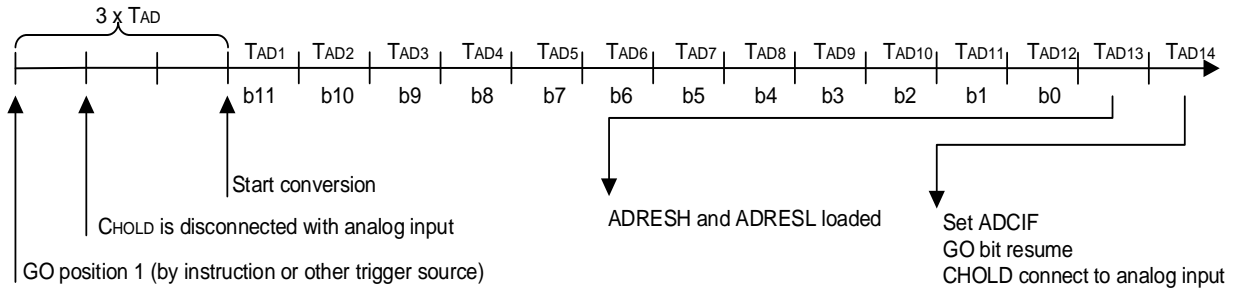 3 x TAD
TAD1 TAD2 TAD3 TAD4 TAD5 TAD6 TAD7 TAD8 TAD9 TAD10 TAD11 TAD12 TAD13 TAD14
b11 b10 b9 b8 b7 b6 b5 b4 b3 b2 b1 b0
Start conversion
CHOLD is disconnected with analog input
GO position 1 (by instruction or other trigger source)
ADRESH and ADRESL loaded
Set ADCIF
GO bit resume
CHOLD connect to analog input